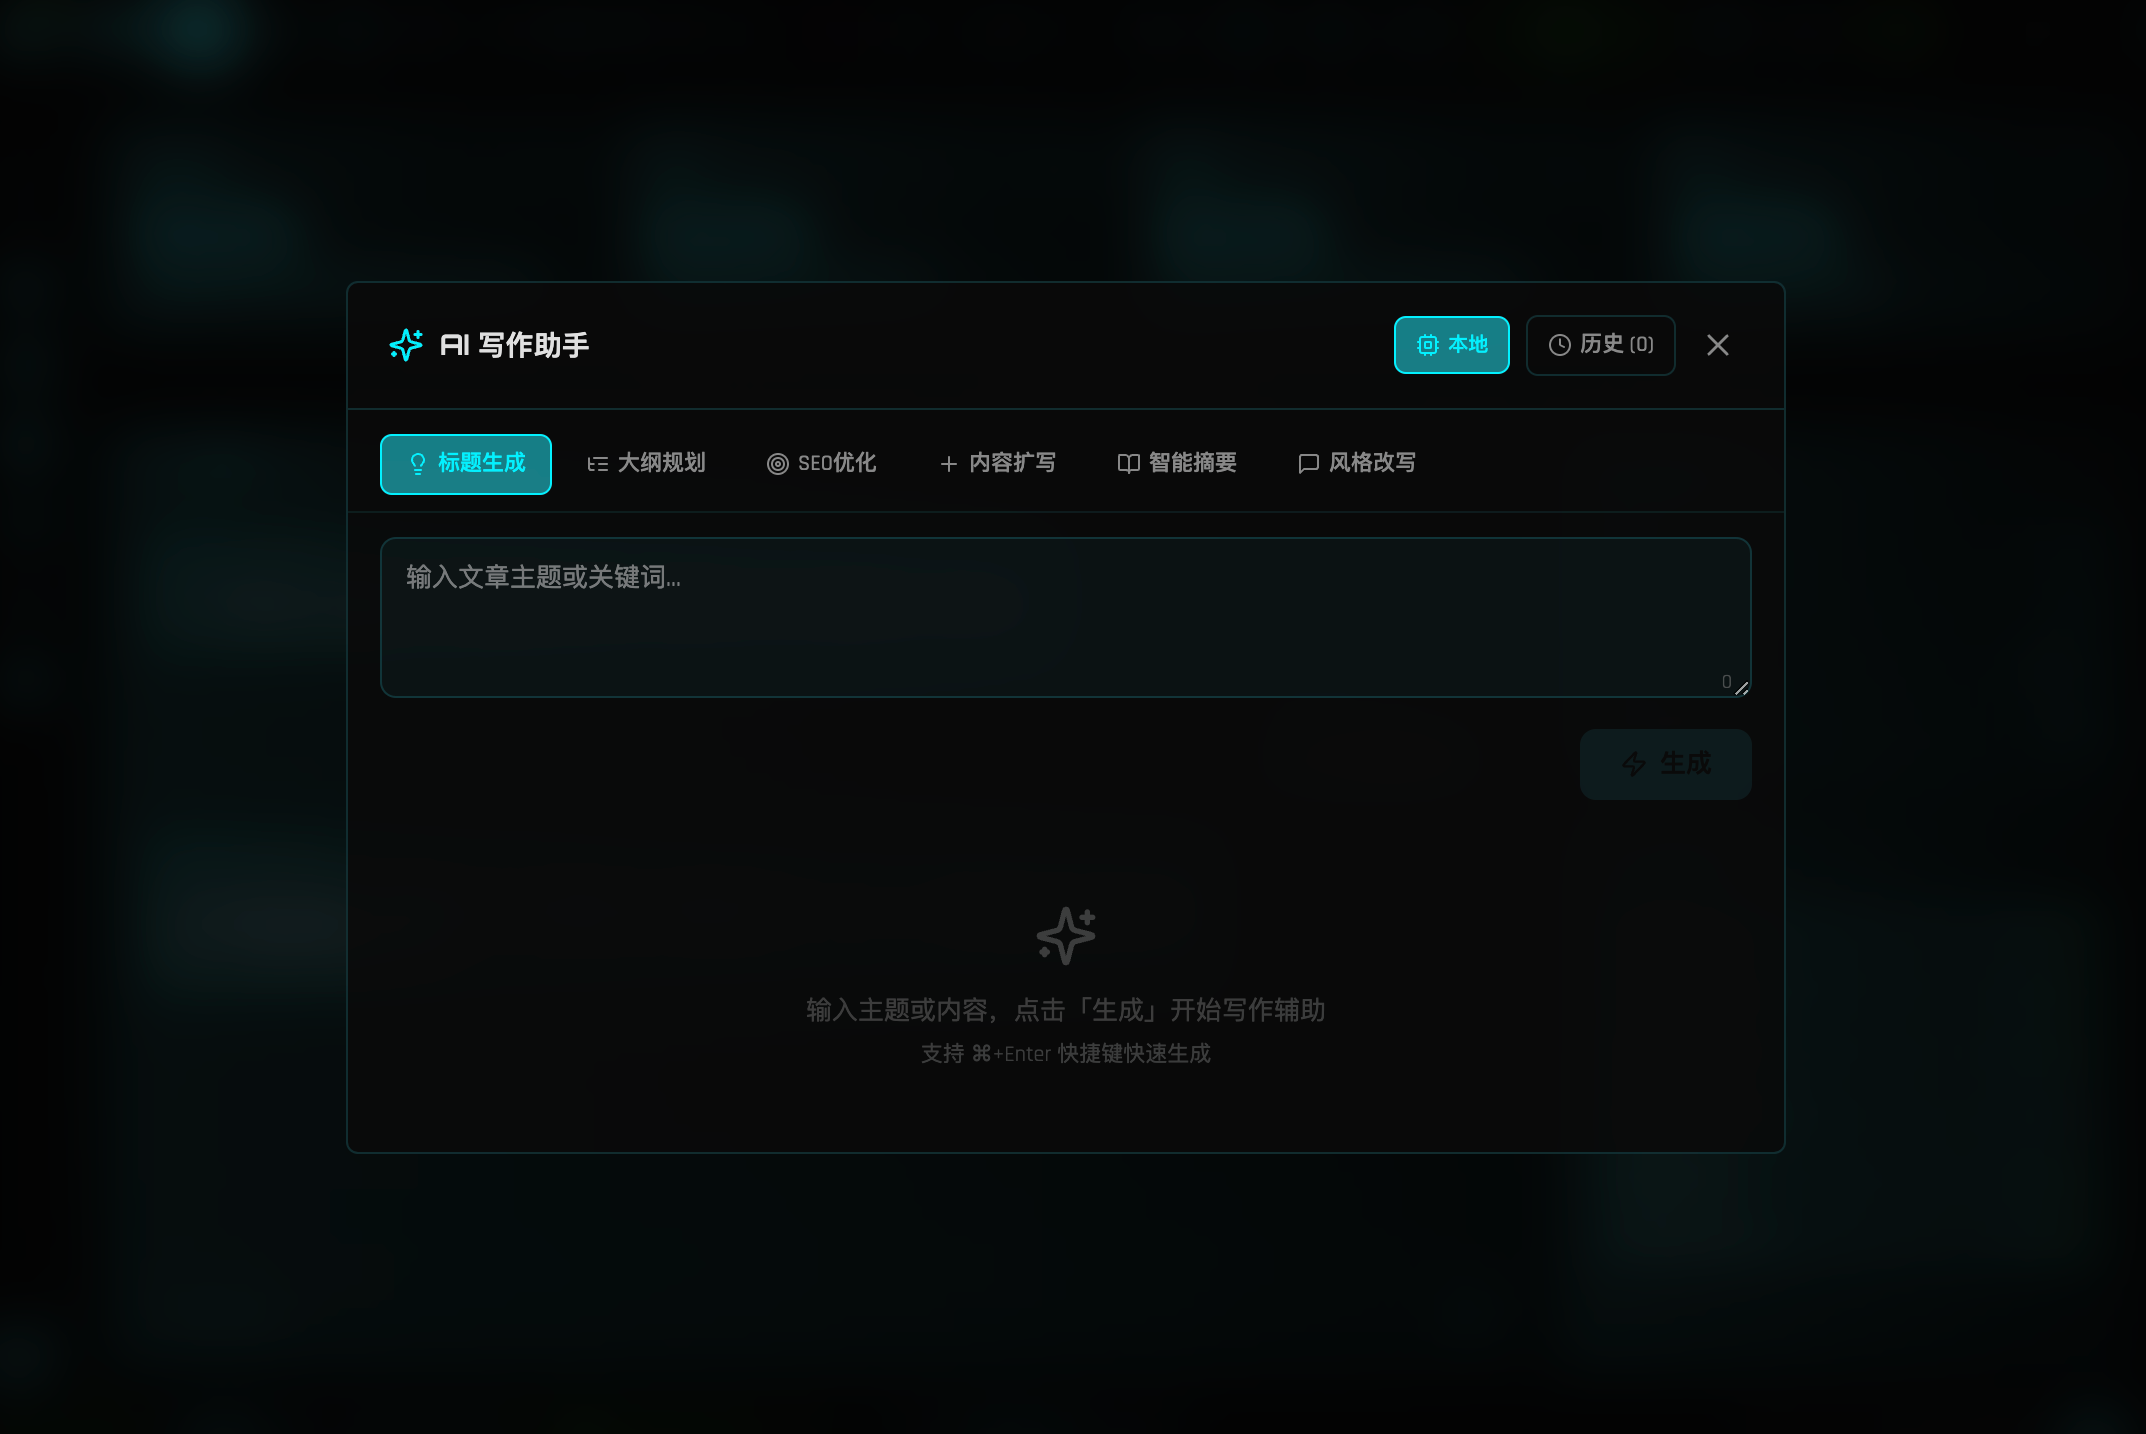 AI 写作助手
本地
历史 (0)
标题生成
大纲规划
SEO优化
内容扩写
智能摘要
风格改写
输入文章主题或关键词...
0
生成
输入主题或内容，点击「生成」开始写作辅助
支持 ⌘+Enter 快捷键快速生成